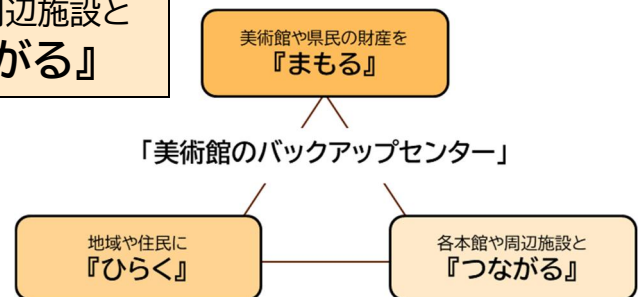 周辺施設と
がる』
美術館や県民の財産を
『まもる』
「美術館のバックアップセンター」
地域や住民に
『ひらく』
各本館や周辺施設と
『つながる』